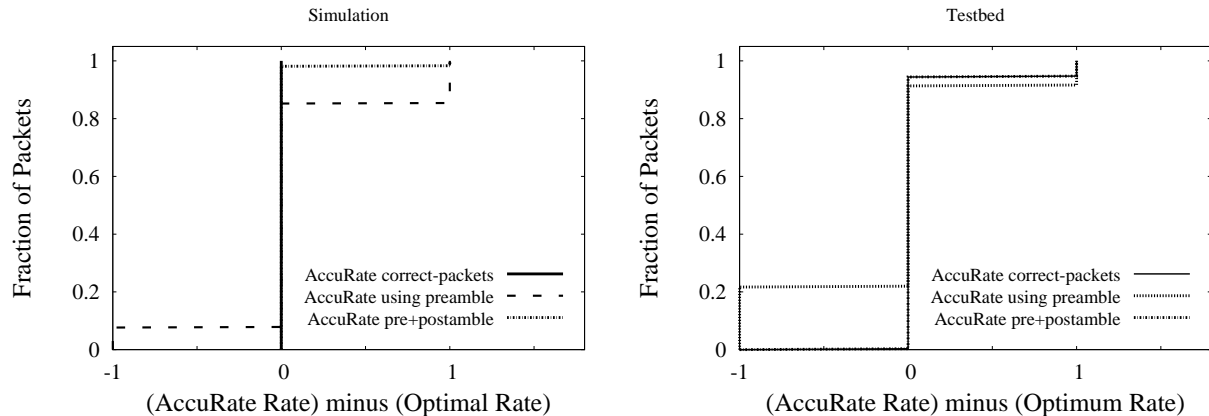 Simulation
Fraction of Packets
1
0.8
0.6
0.4
0.2
0
-1
0
1
AccuRate correct-packets
AccuRate using preamble
AccuRate pre+postamble
(AccuRate Rate) minus (Optimal Rate)
Testbed
Fraction of Packets
1
0.8
0.6
0.4
0.2
0
-1
0
1
AccuRate correct-packets
AccuRate using preamble
AccuRate pre+postamble
(AccuRate Rate) minus (Optimum Rate)